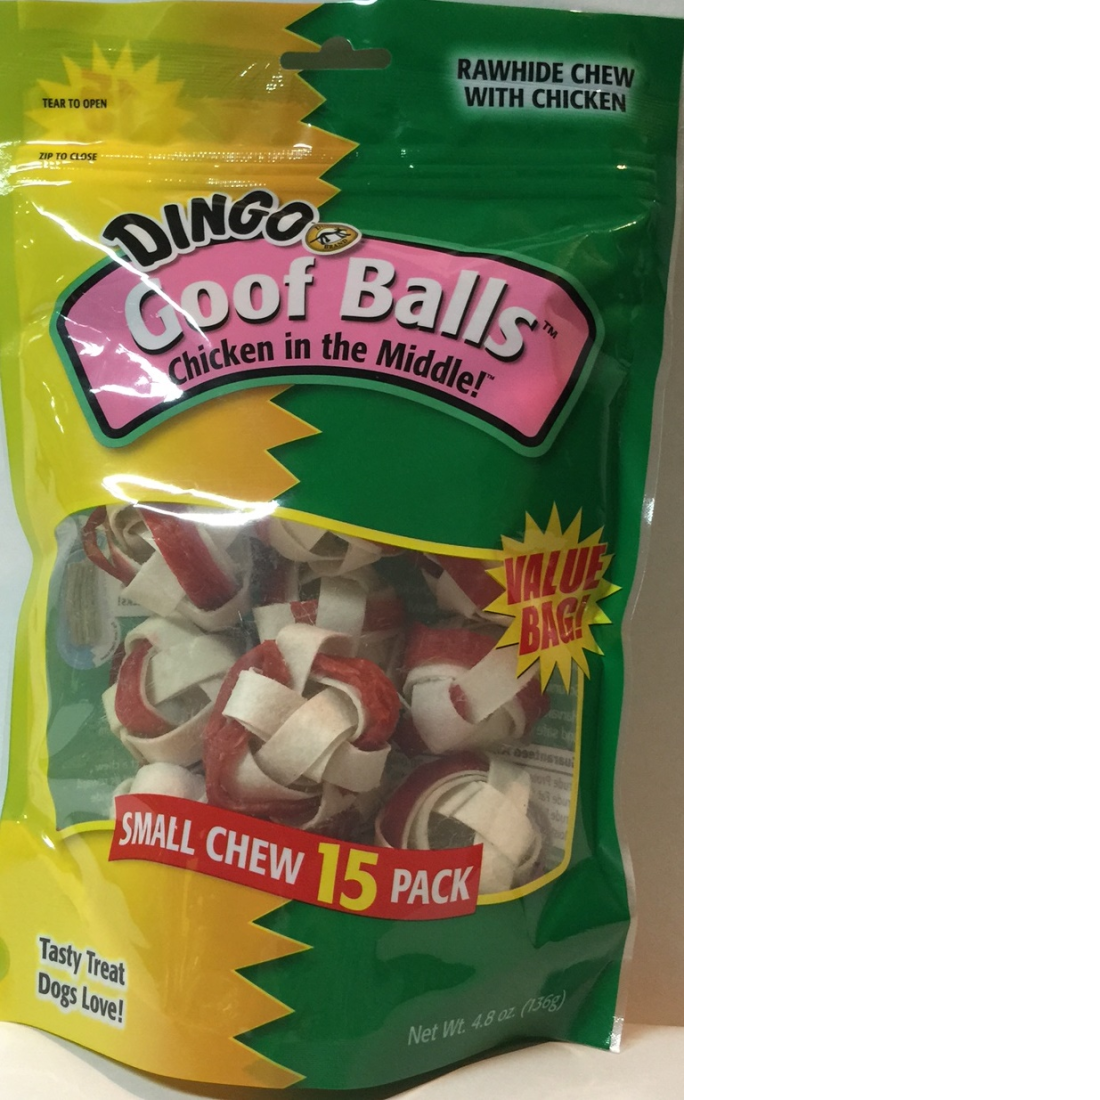 RAWHIDE CHEW
WITH CHICKEN
TEAR TO OPEN
ZIP TO CLOSE
DINGO
BRAND
Goof Balls™
Chicken in the Middle!™
VALUE
BAG!
SMALL CHEW 15 PACK
Tasty Treat
Dogs Love!
Net Wt. 4.8 oz. (136g)